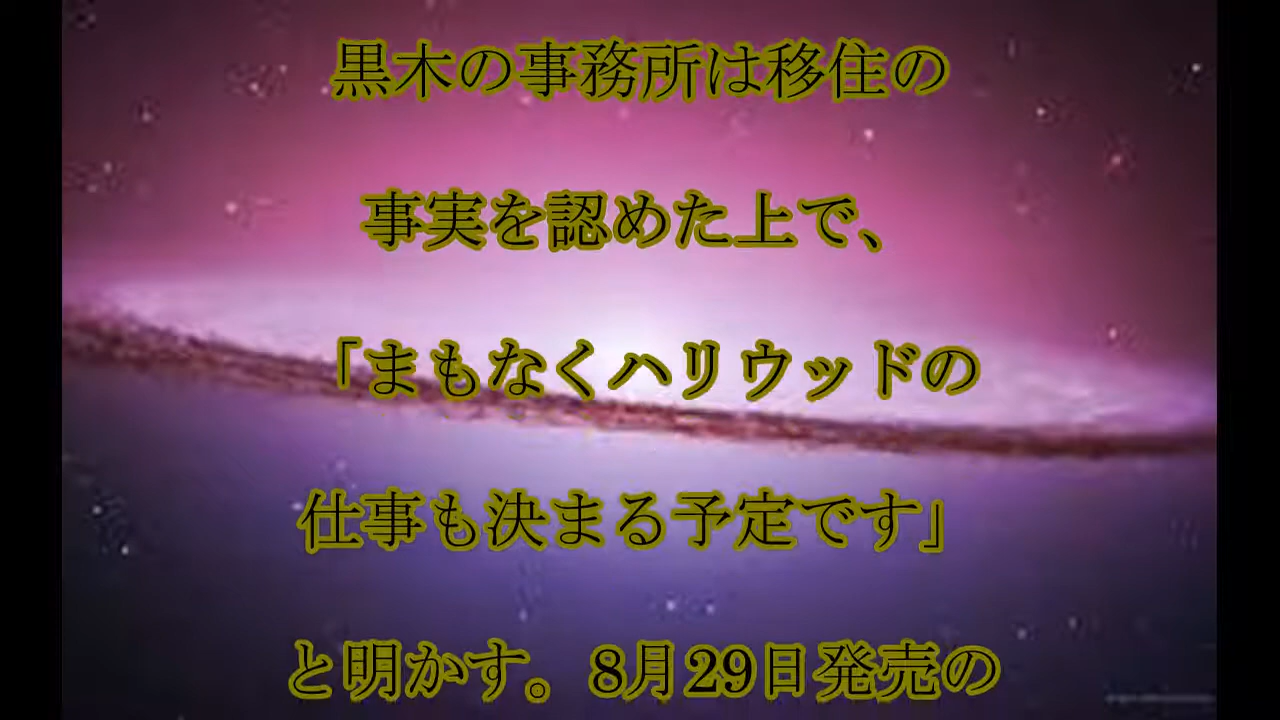 黒木の事務所は移住の
事実を認めた上で、
「まもなくハリウッドの
仕事も決まる予定です」
と明かす。8月29日発売の